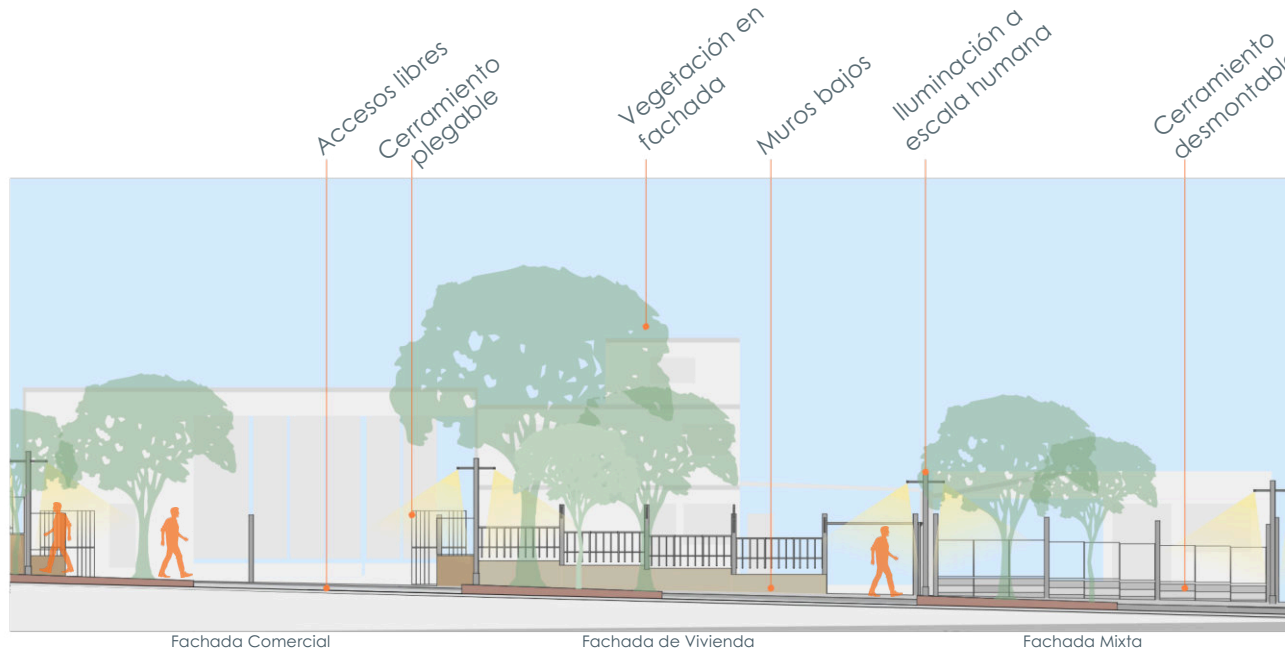 Accesos libres
Cerramiento
plegable
Vegetación en
fachada
Muros bajos
Iluminación a
escala humana
Cerramiento
desmontable
Fachada Comercial
Fachada de Vivienda
Fachada Mixta